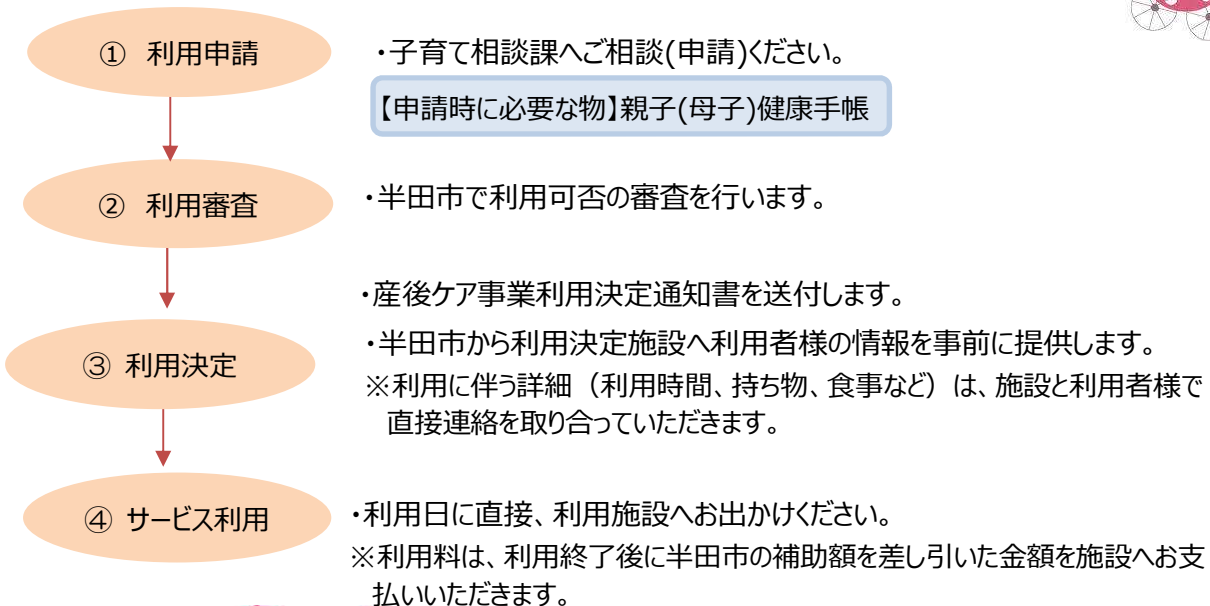 ① 利用申請
・子育て相談課へご相談(申請)ください。
【申請時に必要な物】親子(母子)健康手帳
② 利用審査
・半田市で利用可否の審査を行います。
③ 利用決定
・産後ケア事業利用決定通知書を送付します。
・半田市から利用決定施設へ利用者様の情報を事前に提供します。
※利用に伴う詳細（利用時間、持ち物、食事など）は、施設と利用者様で
直接連絡を取り合っていただきます。
④ サービス利用
・利用日に直接、利用施設へお出かけください。
※利用料は、利用終了後に半田市の補助額を差し引いた金額を施設へお支
払いいただきます。